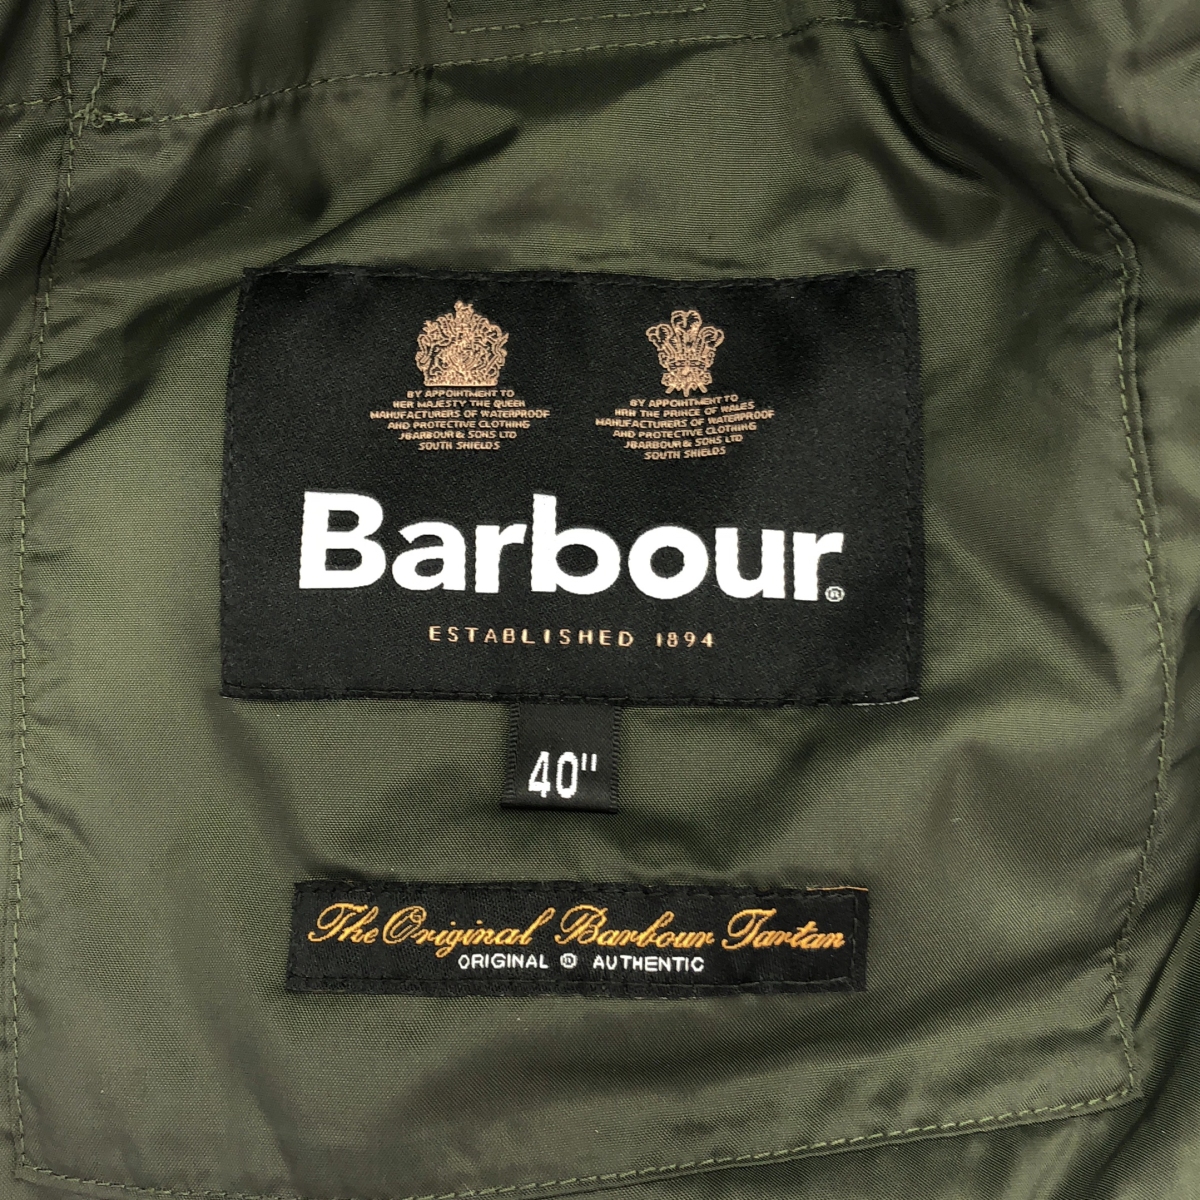 BY APPOINTMENT TO
HER MAJESTY THE QUEEN
MANUFACTURERS OF WATERPROOF
AND PROTECTIVE CLOTHING
J BARBOUR & SONS LTD
SOUTH SHIELDS
BY APPOINTMENT TO
HRH THE PRINCE OF WALES
MANUFACTURERS OF WATERPROOF
AND PROTECTIVE CLOTHING
J BARBOUR & SONS LTD
SOUTH SHIELDS
Barbour®
ESTABLISHED 1894
40"
The Original Barbour Tartan
ORIGINAL ® AUTHENTIC